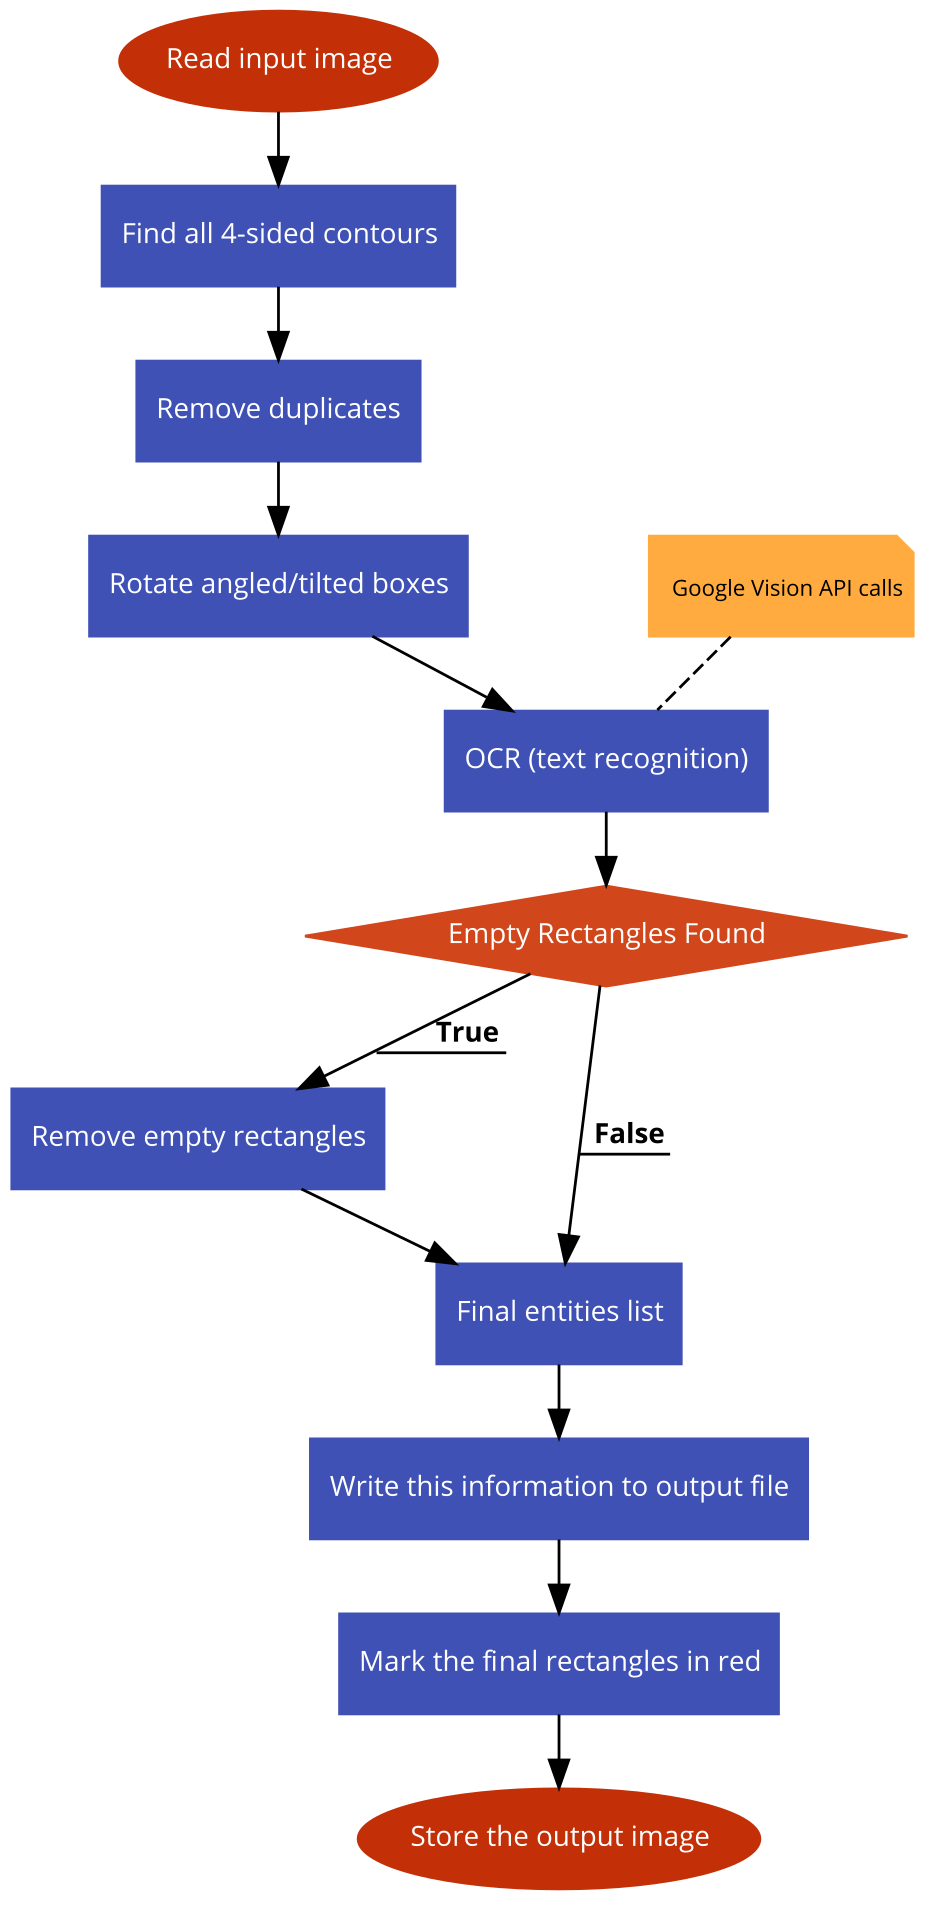 Read input image
Find all 4-sided contours
Remove duplicates
Rotate angled/tilted boxes
Google Vision API calls
OCR (text recognition)
Empty Rectangles Found
True
Remove empty rectangles
False
Final entities list
Write this information to output file
Mark the final rectangles in red
Store the output image